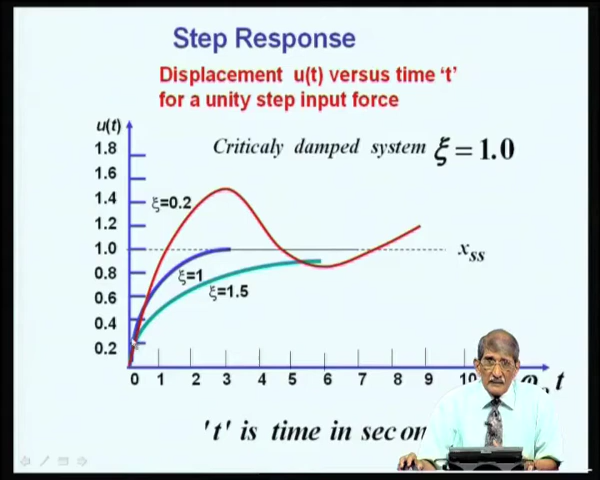 Step Response
Displacement u(t) versus time ‘t’
for a unity step input force
u(t)
Criticaly damped system ξ = 1.0
1.8
1.6
1.4
1.2
1.0
0.8
0.6
0.4
0.2
ξ=0.2
ξ=1
ξ=1.5
xss
0 1 2 3 4 5 6 7 8 9 10
t
't' is time in secon